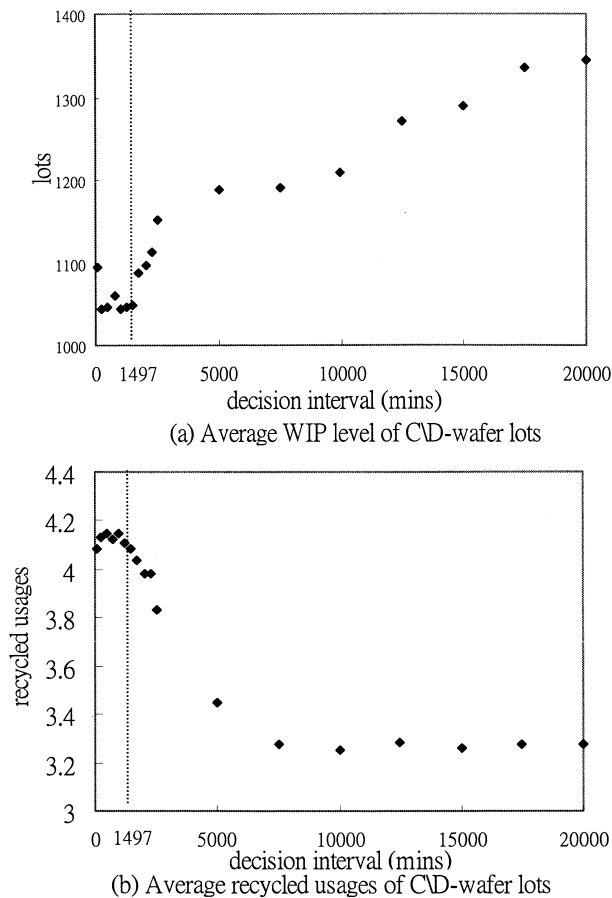 1400
1300
1200
1100
1000
lots
0 1497 5000 10000 15000 20000
decision interval (mins)
(a) Average WIP level of C\D-wafer lots
4.4
4.2
4
3.8
3.6
3.4
3.2
3
recycled usages
0 1497 5000 10000 15000 20000
decision interval (mins)
(b) Average recycled usages of C\D-wafer lots